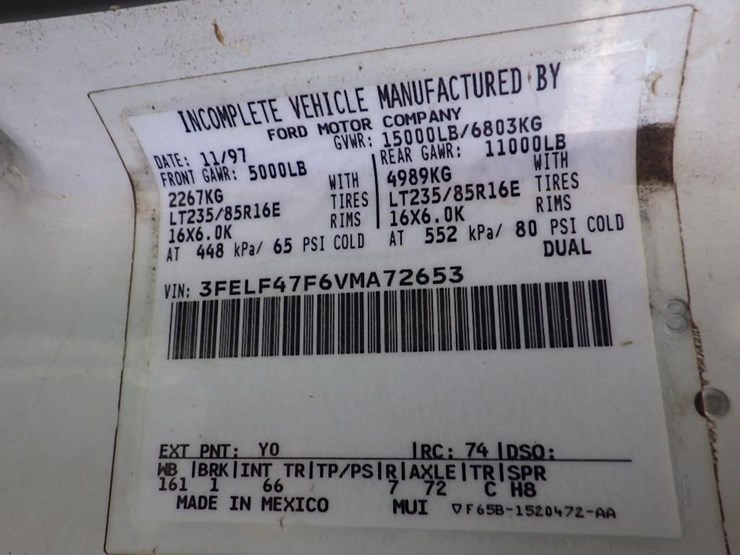 INCOMPLETE VEHICLE MANUFACTURED BY
FORD MOTOR COMPANY
DATE: 11/97 GVWR: 15000LB/6803KG
FRONT GAWR: 5000LB REAR GAWR: 11000LB
2267KG WITH 4989KG WITH
LT235/85R16E TIRES LT235/85R16E TIRES
16X6.0K RIMS 16X6.0K RIMS
AT 448 kPa/ 65 PSI COLD AT 552 kPa/ 80 PSI COLD
DUAL
VIN: 3FELF47F6VMA72653
EXT PNT: YO RC: 74 DSO:
WB BRK INT TR TP/PS R AXLE TR SPR
161 1 66 7 72 C H8
MADE IN MEXICO MUI ▽F65B-1520472-AA